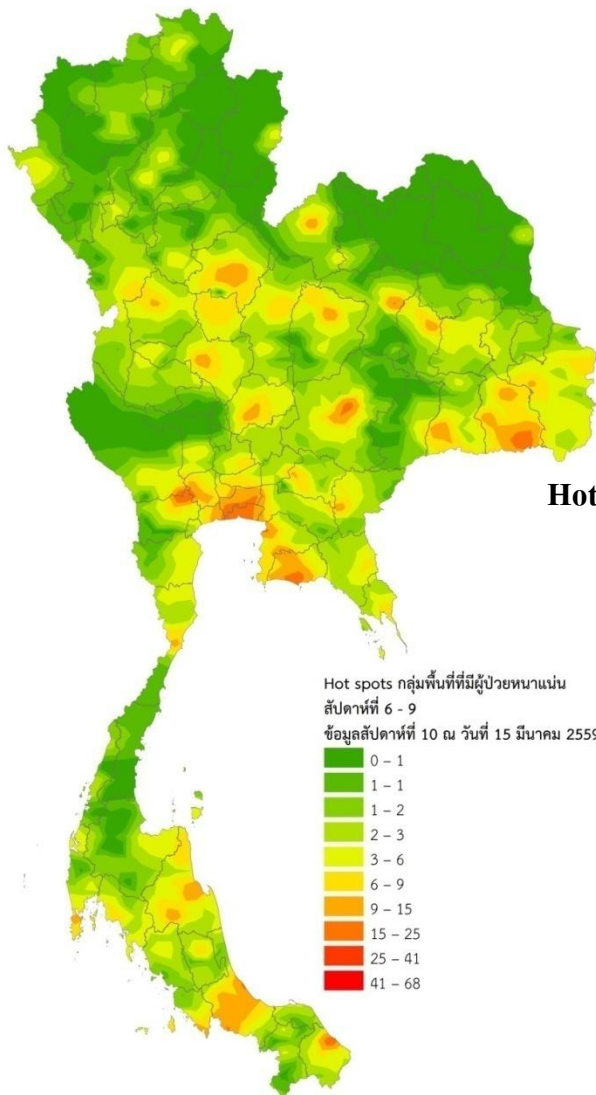 Hot
Hot spots กลุ่มพื้นที่ที่มีผู้ป่วยหนาแน่น
สัปดาห์ที่ 6 - 9
ข้อมูลสัปดาห์ที่ 10 ณ วันที่ 15 มีนาคม 2559
0 – 1
1 – 1
1 – 2
2 – 3
3 – 6
6 – 9
9 – 15
15 – 25
25 – 41
41 – 68